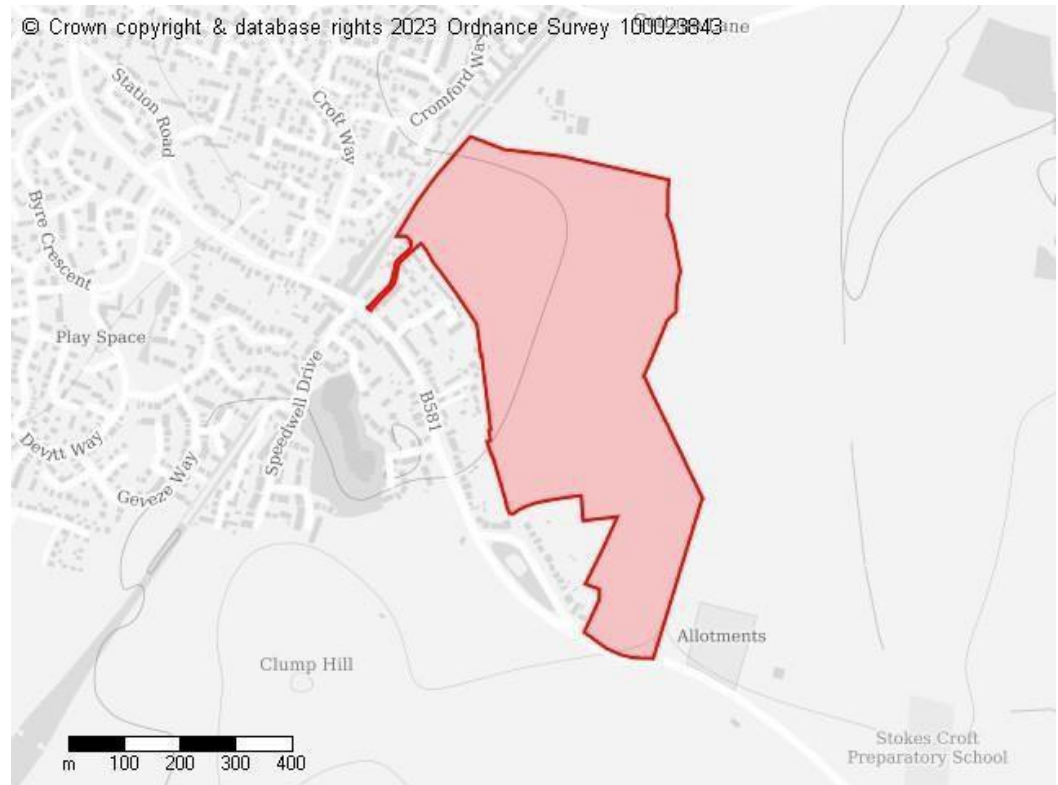 © Crown copyright & database rights 2023 Ordnance Survey 100023843
Station Road
Croft Way
Cromford Way
Byre Crescent
Play Space
Speedwell Drive
B581
Devitt Way
Geveze Way
Clump Hill
Allotments
Stokes Croft
Preparatory School
m 100 200 300 400